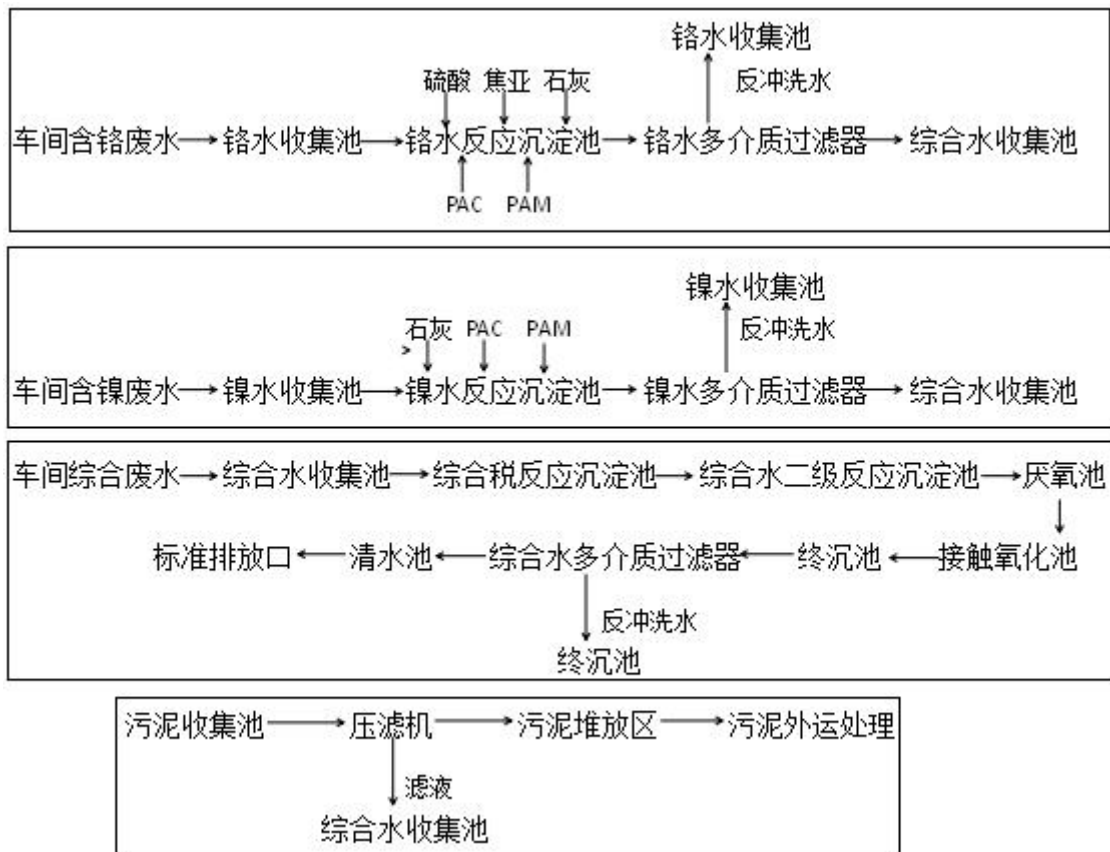 铬水收集池
硫酸 焦亚 石灰 反冲洗水
车间含铬废水 铬水收集池 铬水反应沉淀池 铬水多介质过滤器 综合水收集池
PAC PAM
镍水收集池
石灰 PAC PAM 反冲洗水
>
车间含镍废水 镍水收集池 镍水反应沉淀池 镍水多介质过滤器 综合水收集池
车间综合废水 综合水收集池 综合税反应沉淀池 综合水二级反应沉淀池 厌氧池
标准排放口 清水池 综合水多介质过滤器 终沉池 接触氧化池
反冲洗水
终沉池
污泥收集池 压滤机 污泥堆放区 污泥外运处理
滤液
综合水收集池